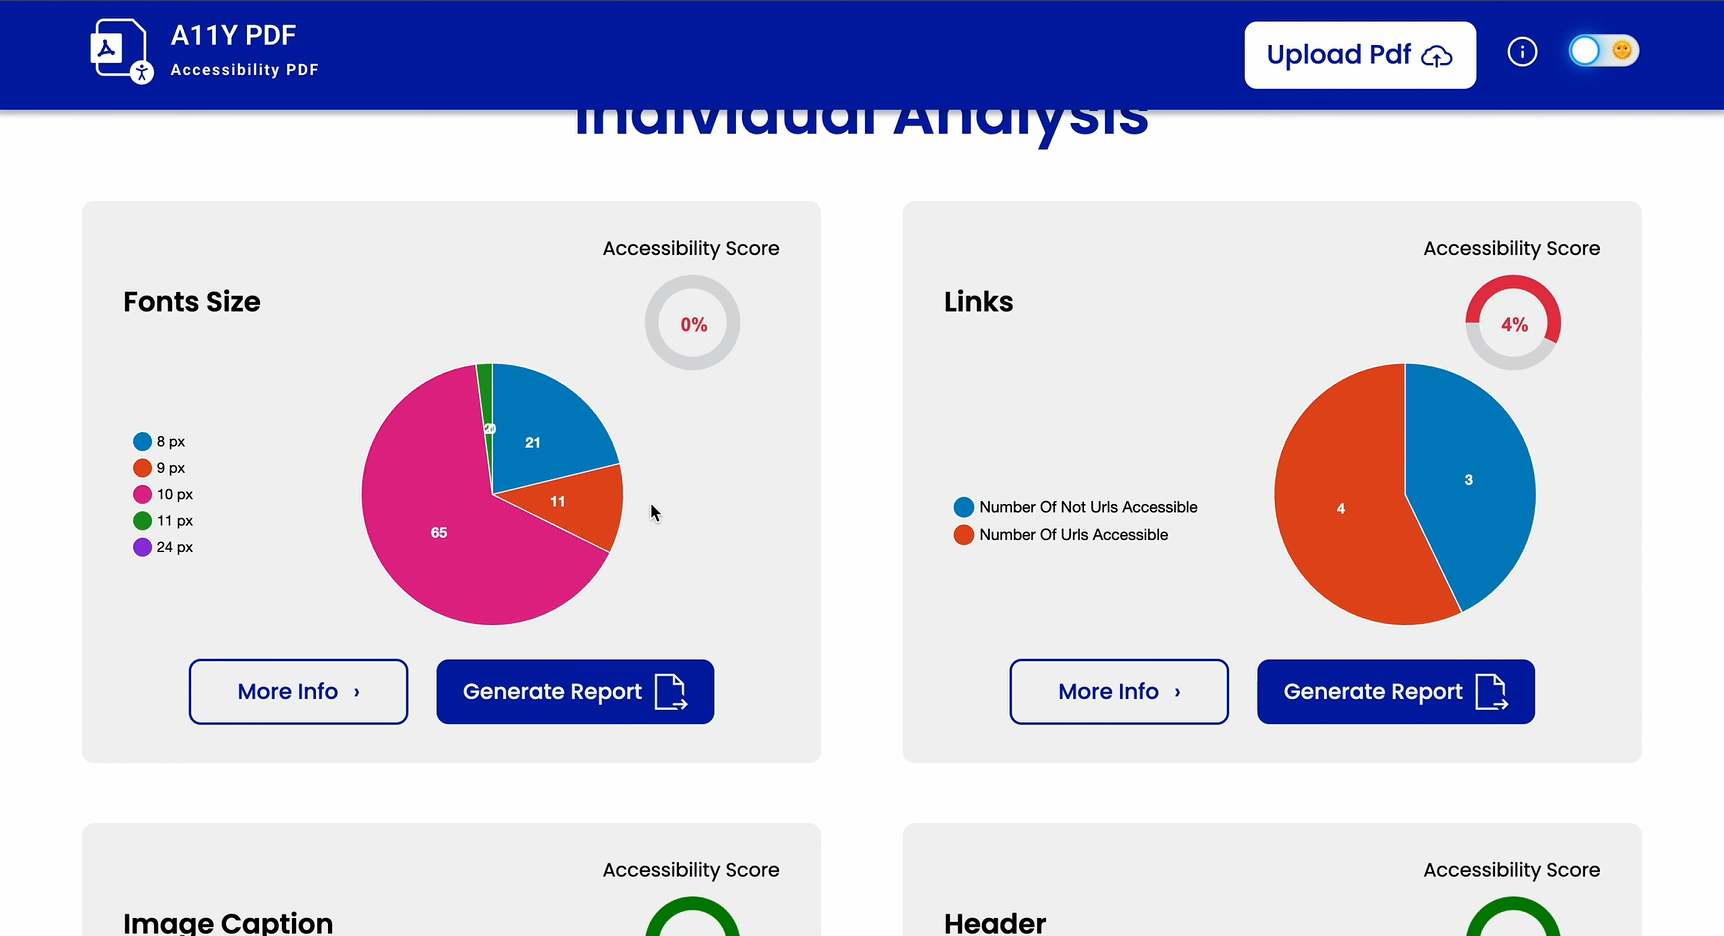 A11Y PDF
Accessibility PDF
Upload Pdf
Individual Analysis
Accessibility Score
Fonts Size
0%
8 px
9 px
10 px
11 px
24 px
21
11
65
More Info ›
Generate Report
Accessibility Score
Links
4%
Number Of Not Urls Accessible
Number Of Urls Accessible
3
4
More Info ›
Generate Report
Accessibility Score
Image Caption
Accessibility Score
Header